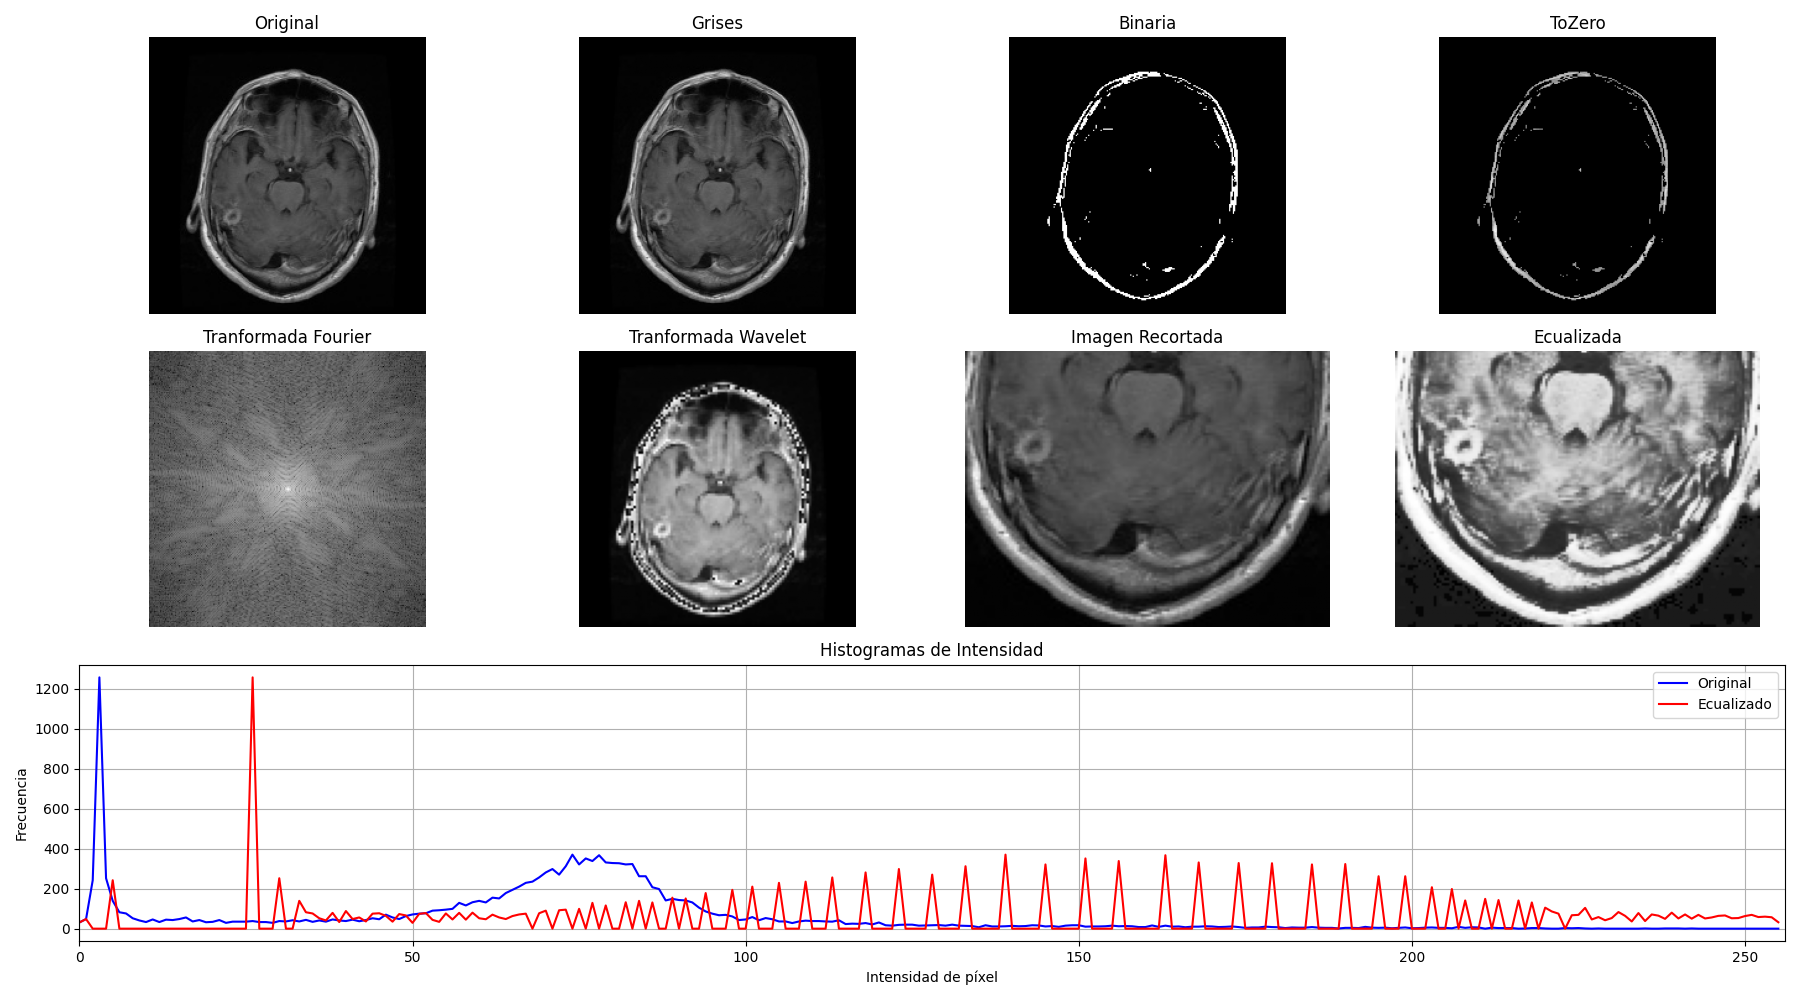 Original
Grises
Binaria
ToZero
Tranformada Fourier
Tranformada Wavelet
Imagen Recortada
Ecualizada
Histogramas de Intensidad
Original
Ecualizado
Frecuencia
1200
1000
800
600
400
200
0
0
50
100
150
200
250
Intensidad de píxel